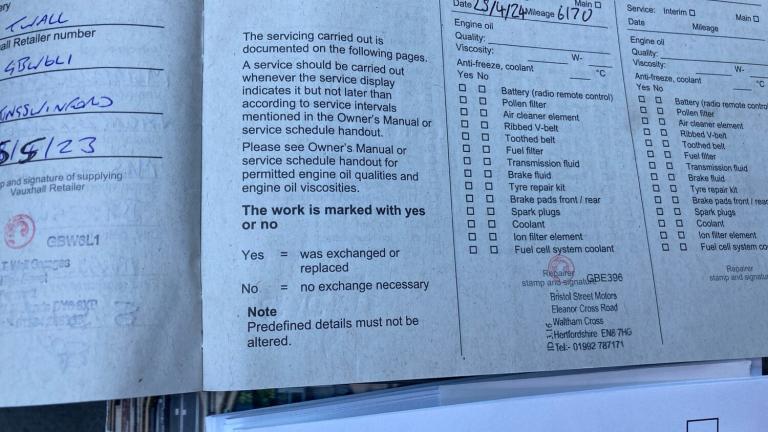 TWALL
all Retailer number
GBW6L1
KINGSWINFORD
5/5/23
p and signature of supplying
Vauxhall Retailer
GBW6L1
The servicing carried out is
documented on the following pages.
A service should be carried out
whenever the service display
indicates it but not later than
according to service intervals
mentioned in the Owner's Manual or
service schedule handout.
Please see Owner's Manual or
service schedule handout for
permitted engine oil qualities and
engine oil viscosities.
The work is marked with yes
or no
Yes = was exchanged or
replaced
No = no exchange necessary
Note
Predefined details must not be
altered.
Main
Date 25/4/24 Mileage 6170
Engine oil
Quality:
Viscosity: W-
Anti-freeze, coolant °C
Yes No
Battery (radio remote control)
Pollen filter
Air cleaner element
Ribbed V-belt
Toothed belt
Fuel filter
Transmission fluid
Brake fluid
Tyre repair kit
Brake pads front / rear
Spark plugs
Coolant
Ion filter element
Fuel cell system coolant
Repairer
stamp and signature GBE396
Bristol Street Motors
Eleanor Cross Road
Waltham Cross
Hertfordshire EN8 7HG
Tel:- 01992 787171
Service: Interim Main
Date Mileage
Engine oil
Quality:
Viscosity: W-
Anti-freeze, coolant °C
Yes No
Battery (radio remote control
Pollen filter
Air cleaner element
Ribbed V-belt
Toothed belt
Fuel filter
Transmission fluid
Brake fluid
Tyre repair kit
Brake pads front / rea
Spark plugs
Coolant
Ion filter element
Fuel cell system co
Repairer
stamp and signatu